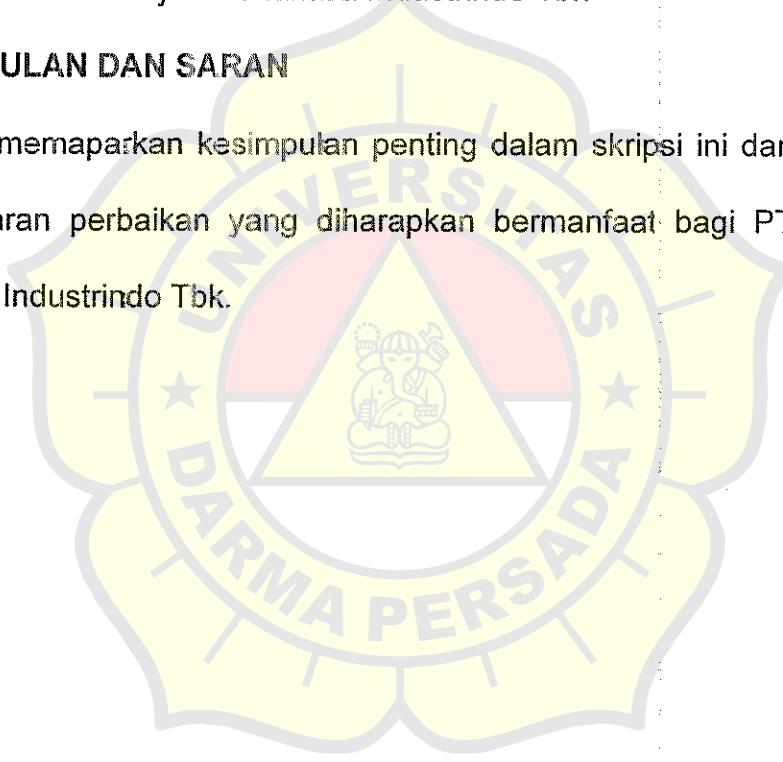 ULAN DAN SARAN
memaparkan kesimpulan penting dalam skripsi ini dan
aran perbaikan yang diharapkan bermanfaat bagi PT
Industrindo Tbk.
UNIVERSITAS
DARMA PERSADA